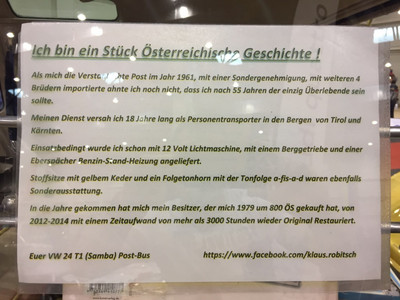 Ich bin ein Stück Österreichische Geschichte !
Als mich die Versta    te Post im Jahr 1961, mit einer Sondergenehmigung, mit weiteren 4
Brüdern importierte ahnte ich noch nicht, dass ich nach 55 Jahren der einzig Überlebende sein
sollte.
Meinen Dienst versah ich 18 Jahre lang als Personentransporter in den Bergen von Tirol und
Kärnten.
Einsatzbedingt wurde ich schon mit 12 Volt Lichtmaschine, mit einem Berggetriebe und einer
Eberspächer Benzin-Stand-Heizung angeliefert.
Stoffsitze mit gelbem Keder und ein Folgetonhorn mit der Tonfolge a-fis-a-d waren ebenfalls
Sonderausstattung.
In die Jahre gekommen hat mich mein Besitzer, der mich 1979 um 800 ÖS gekauft hat, von
2012-2014 mit einem Zeitaufwand von mehr als 3000 Stunden wieder Original Restauriert.
Euer VW 24 T1 (Samba) Post-Bus https://www.facebook.com/klaus.robitsch